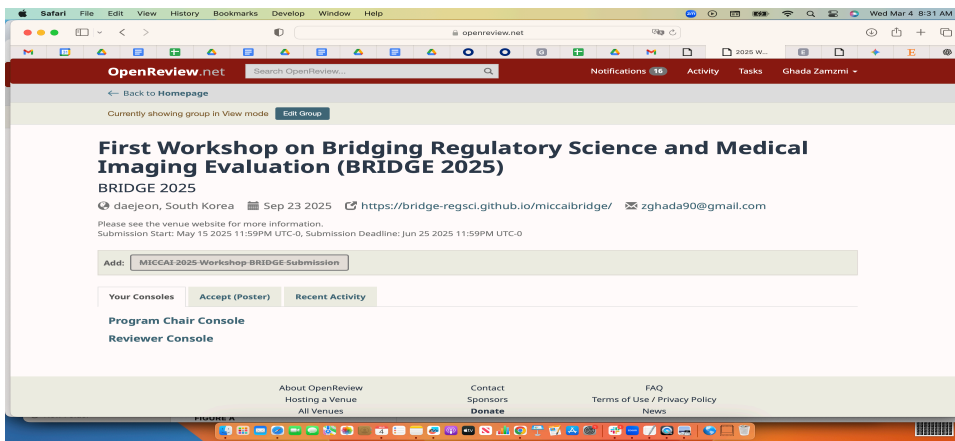 Safari File Edit View History Bookmarks Develop Window Help Wed Mar 4 8:31 AM
openreview.net
2025 W...
OpenReview.net Search OpenReview... Notifications 16 Activity Tasks Ghada Zamzmi
← Back to Homepage
Currently showing group in View mode Edit Group
First Workshop on Bridging Regulatory Science and Medical
Imaging Evaluation (BRIDGE 2025)
BRIDGE 2025
daejeon, South Korea Sep 23 2025 https://bridge-regsci.github.io/miccaibridge/ zghada90@gmail.com
Please see the venue website for more information.
Submission Start: May 15 2025 11:59PM UTC-0, Submission Deadline: Jun 25 2025 11:59PM UTC-0
Add: MICCAI 2025 Workshop BRIDGE Submission
Your Consoles Accept (Poster) Recent Activity
Program Chair Console
Reviewer Console
About OpenReview Contact FAQ
Hosting a Venue Sponsors Terms of Use / Privacy Policy
All Venues Donate News